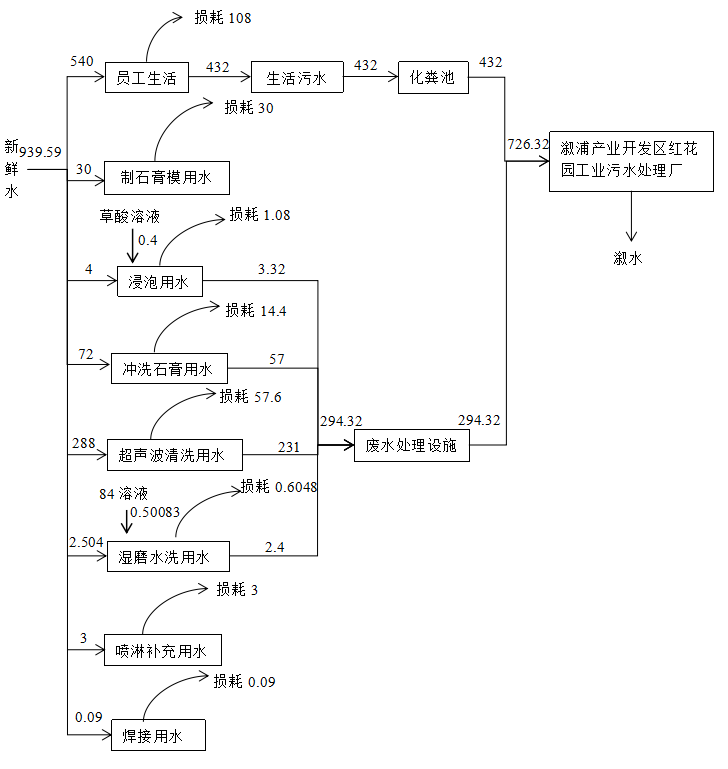 损耗 108
540
员工生活
432
生活污水
432
化粪池
432
损耗 30
新鲜水
939.59
30
制石膏模用水
726.32
溆浦产业开发区红花
园工业污水处理厂
溆水
草酸溶液
0.4
损耗 1.08
4
浸泡用水
3.32
损耗 14.4
72
冲洗石膏用水
57
损耗 57.6
288
超声波清洗用水
231
294.32
废水处理设施
294.32
84 溶液
0.50083
损耗 0.6048
2.504
湿磨水洗用水
2.4
损耗 3
3
喷淋补充用水
损耗 0.09
0.09
焊接用水